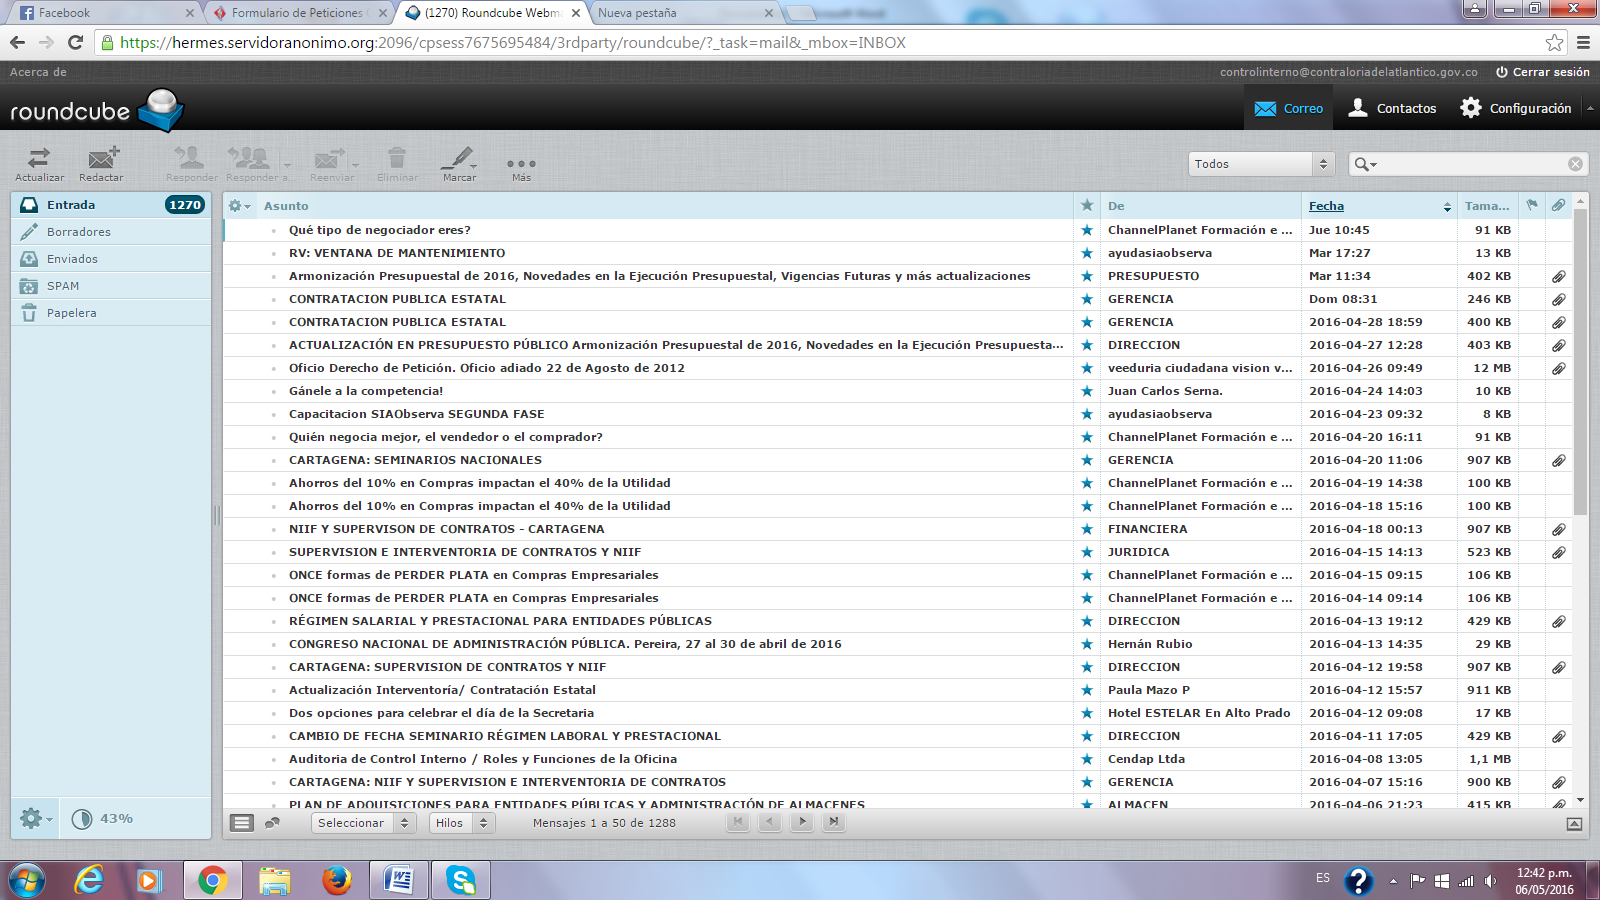 Facebook
Formulario de Peticiones
(1270) Roundcube Webma
Nueva pestaña
https://hermes.servidoranonimo.org:2096/cpsess7675695484/3rdparty/roundcube/?_task=mail&_mbox=INBOX
Acerca de
controlinterno@contraloriadelatlantico.gov.co
Cerrar sesión
roundcube
Correo
Contactos
Configuración
Actualizar
Redactar
Responder
Responder a...
Reenviar
Eliminar
Marcar
Más
Todos
Entrada 1270
Borradores
Enviados
SPAM
Papelera
Asunto De Fecha Tama...
Qué tipo de negociador eres? ChannelPlanet Formación e ... Jue 10:45 91 KB
RV: VENTANA DE MANTENIMIENTO ayudasiaobserva Mar 17:27 13 KB
Armonización Presupuestal de 2016, Novedades en la Ejecución Presupuestal, Vigencias Futuras y más actualizaciones PRESUPUESTO Mar 11:34 402 KB
CONTRATACION PUBLICA ESTATAL GERENCIA Dom 08:31 246 KB
CONTRATACION PUBLICA ESTATAL GERENCIA 2016-04-28 18:59 400 KB
ACTUALIZACIÓN EN PRESUPUESTO PÚBLICO Armonización Presupuestal de 2016, Novedades en la Ejecución Presupuesta... DIRECCION 2016-04-27 12:28 403 KB
Oficio Derecho de Petición. Oficio adiado 22 de Agosto de 2012 veeduria ciudadana vision v... 2016-04-26 09:49 12 MB
Gánele a la competencia! Juan Carlos Serna. 2016-04-24 14:03 10 KB
Capacitacion SIAObserva SEGUNDA FASE ayudasiaobserva 2016-04-23 09:32 8 KB
Quién negocia mejor, el vendedor o el comprador? ChannelPlanet Formación e ... 2016-04-20 16:11 91 KB
CARTAGENA: SEMINARIOS NACIONALES GERENCIA 2016-04-20 11:06 907 KB
Ahorros del 10% en Compras impactan el 40% de la Utilidad ChannelPlanet Formación e ... 2016-04-19 14:38 100 KB
Ahorros del 10% en Compras impactan el 40% de la Utilidad ChannelPlanet Formación e ... 2016-04-18 15:16 100 KB
NIIF Y SUPERVISON DE CONTRATOS - CARTAGENA FINANCIERA 2016-04-18 00:13 907 KB
SUPERVISION E INTERVENTORIA DE CONTRATOS Y NIIF JURIDICA 2016-04-15 14:13 523 KB
ONCE formas de PERDER PLATA en Compras Empresariales ChannelPlanet Formación e ... 2016-04-15 09:15 106 KB
ONCE formas de PERDER PLATA en Compras Empresariales ChannelPlanet Formación e ... 2016-04-14 09:14 106 KB
RÉGIMEN SALARIAL Y PRESTACIONAL PARA ENTIDADES PÚBLICAS DIRECCION 2016-04-13 19:12 429 KB
CONGRESO NACIONAL DE ADMINISTRACIÓN PÚBLICA. Pereira, 27 al 30 de abril de 2016 Hernán Rubio 2016-04-13 14:35 29 KB
CARTAGENA: SUPERVISION DE CONTRATOS Y NIIF DIRECCION 2016-04-12 19:58 907 KB
Actualización Interventoría/ Contratación Estatal Paula Mazo P 2016-04-12 15:57 911 KB
Dos opciones para celebrar el día de la Secretaria Hotel ESTELAR En Alto Prado 2016-04-12 09:08 17 KB
CAMBIO DE FECHA SEMINARIO RÉGIMEN LABORAL Y PRESTACIONAL DIRECCION 2016-04-11 17:05 429 KB
Auditoria de Control Interno / Roles y Funciones de la Oficina Cendap Ltda 2016-04-08 13:05 1,1 MB
CARTAGENA: NIIF Y SUPERVISION E INTERVENTORIA DE CONTRATOS GERENCIA 2016-04-07 15:16 900 KB
PLAN DE ADQUISICIONES PARA ENTIDADES PÚBLICAS Y ADMINISTRACIÓN DE ALMACENES ALMACEN 2016-04-06 21:23 415 KB
43%
Seleccionar
Hilos
Mensajes 1 a 50 de 1288
ES
12:42 p.m.
06/05/2016